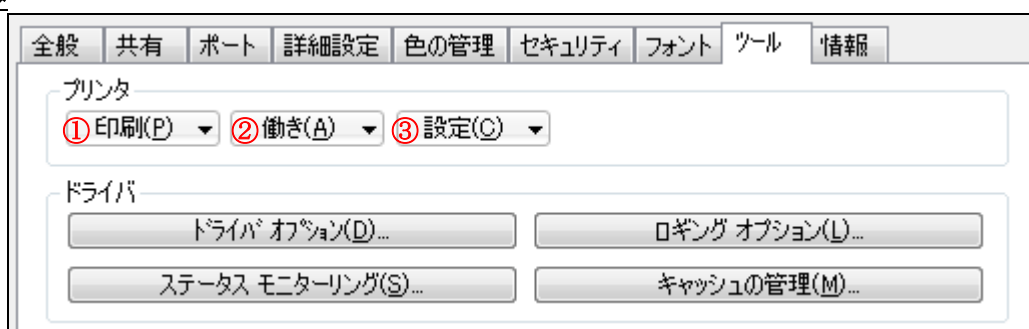 全般 共有 ポート 詳細設定 色の管理 セキュリティ フォント ツール 情報
プリンタ
①印刷(P) ②働き(A) ③設定(C)
ドライバ
ドライバ オプション(D)... ロギング オプション(L)...
ステータス モニターリング(S)... キャッシュの管理(M)...